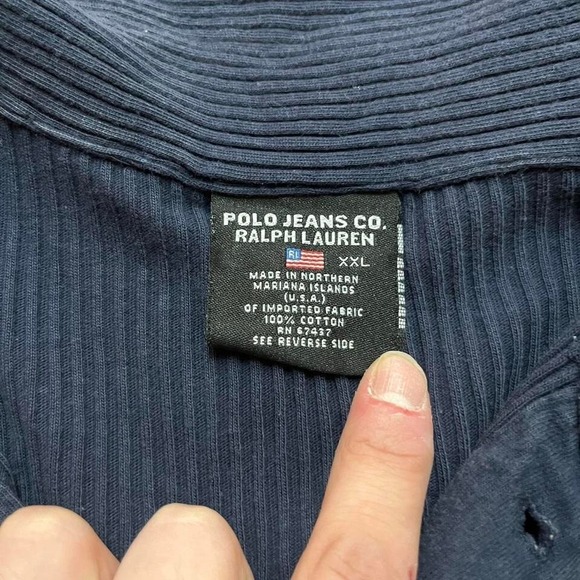 POLO JEANS CO.
RALPH LAUREN
RL XXL
MADE IN NORTHERN
MARIANA ISLANDS
(U.S.A.)
OF IMPORTED FABRIC
100% COTTON
RN 67437
SEE REVERSE SIDE